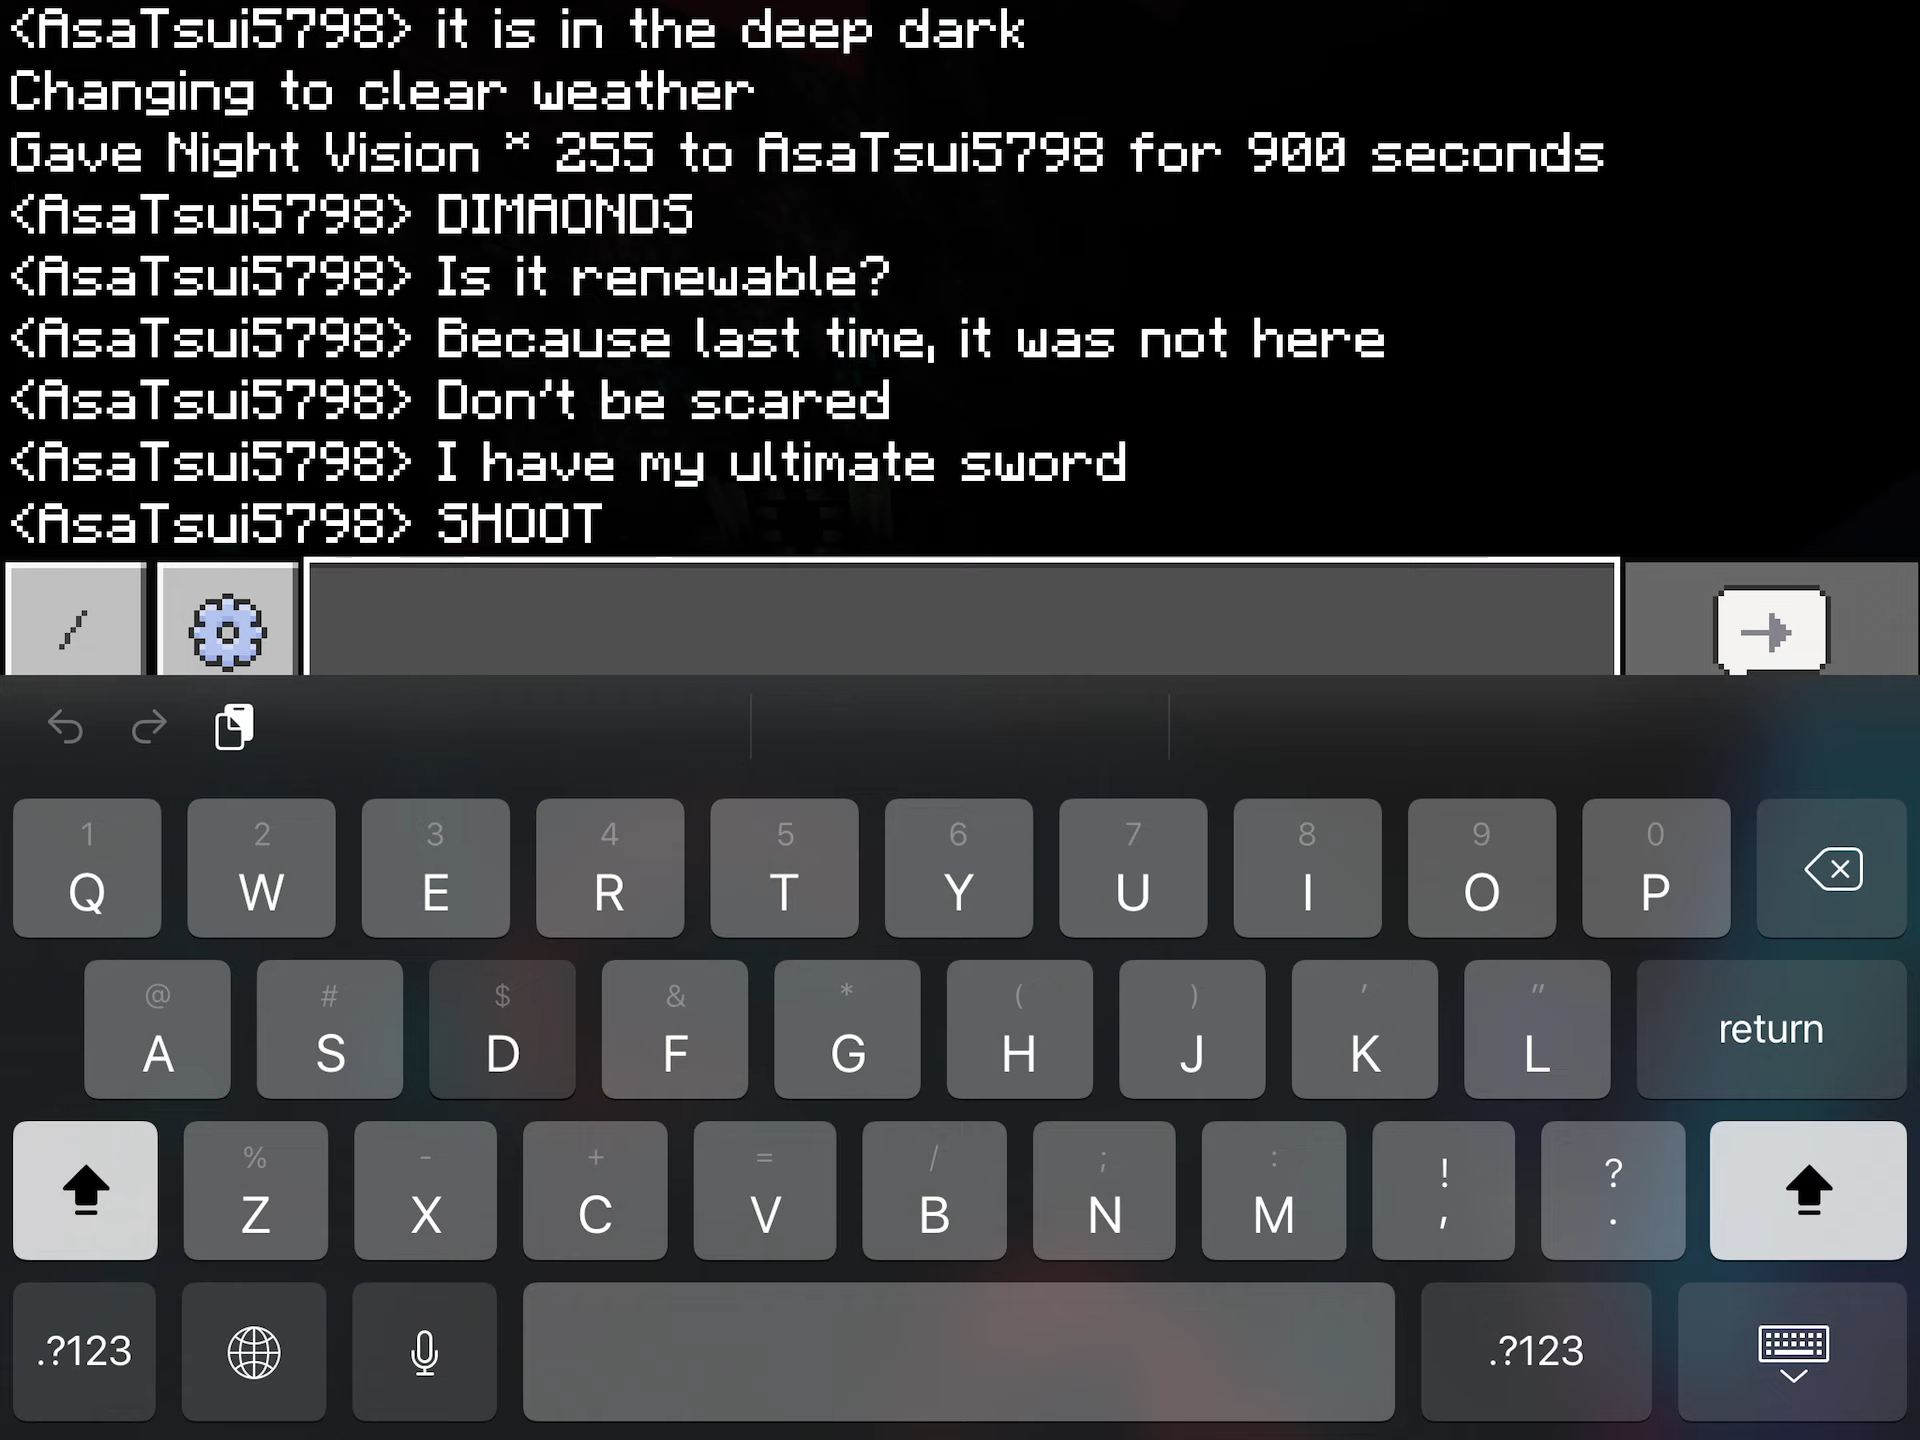 <AsaTsui5798> it is in the deep dark
Changing to clear weather
Gave Night Vision * 255 to AsaTsui5798 for 900 seconds
<AsaTsui5798> DIMAONDS
<AsaTsui5798> Is it renewable?
<AsaTsui5798> Because last time, it was not here
<AsaTsui5798> Don't be scared
<AsaTsui5798> I have my ultimate sword
<AsaTsui5798> SHOOT
/
1 2 3 4 5 6 7 8 9 0
Q W E R T Y U I O P
@ # $ & * ( ) ' "
A S D F G H J K L return
% - + = / ; : ! ?
Z X C V B N M , .
.?123 .?123